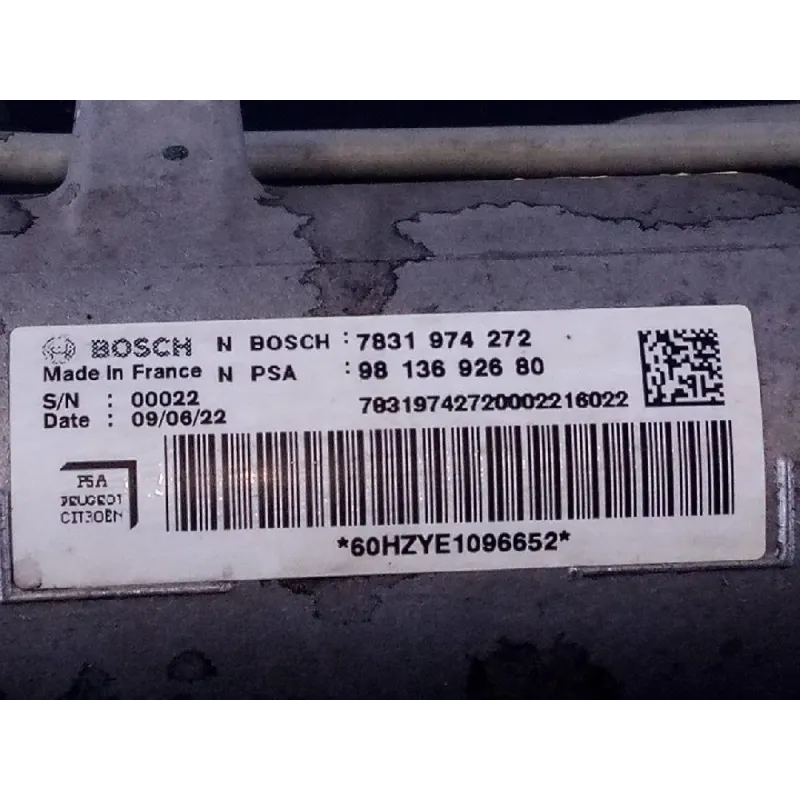 BOSCH N BOSCH : 7831 974 272
Made In France N PSA : 98 136 926 80
S/N : 00022 78319742720002216022
Date : 09/06/22
PSA
PEUGEOT
CITROËN
*60HZYE1096652*